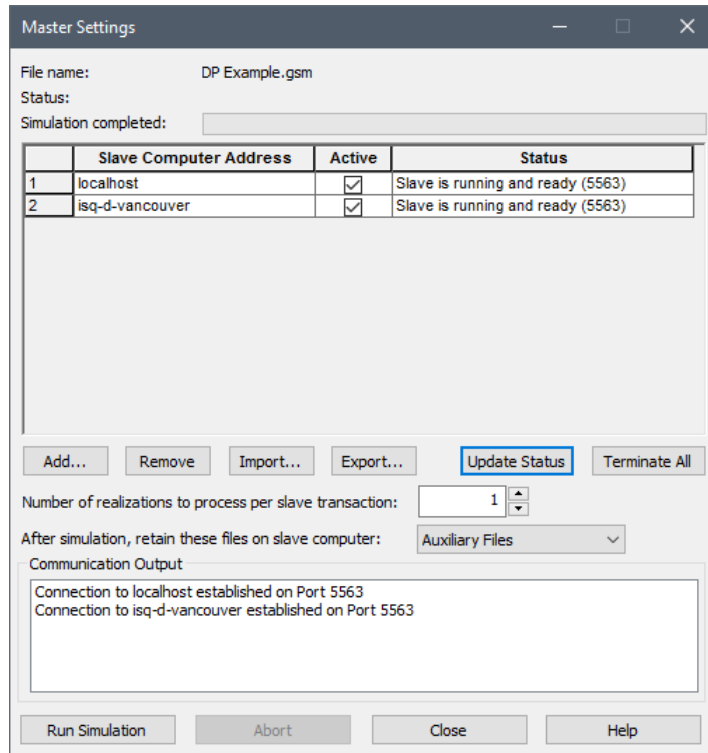 Master Settings
File name: DP Example.gsm
Status:
Simulation completed:
Slave Computer Address Active Status
1 localhost Slave is running and ready (5563)
2 isq-d-vancouver Slave is running and ready (5563)
Add... Remove Import... Export... Update Status Terminate All
Number of realizations to process per slave transaction: 1
After simulation, retain these files on slave computer: Auxiliary Files
Communication Output
Connection to localhost established on Port 5563
Connection to isq-d-vancouver established on Port 5563
Run Simulation Abort Close Help